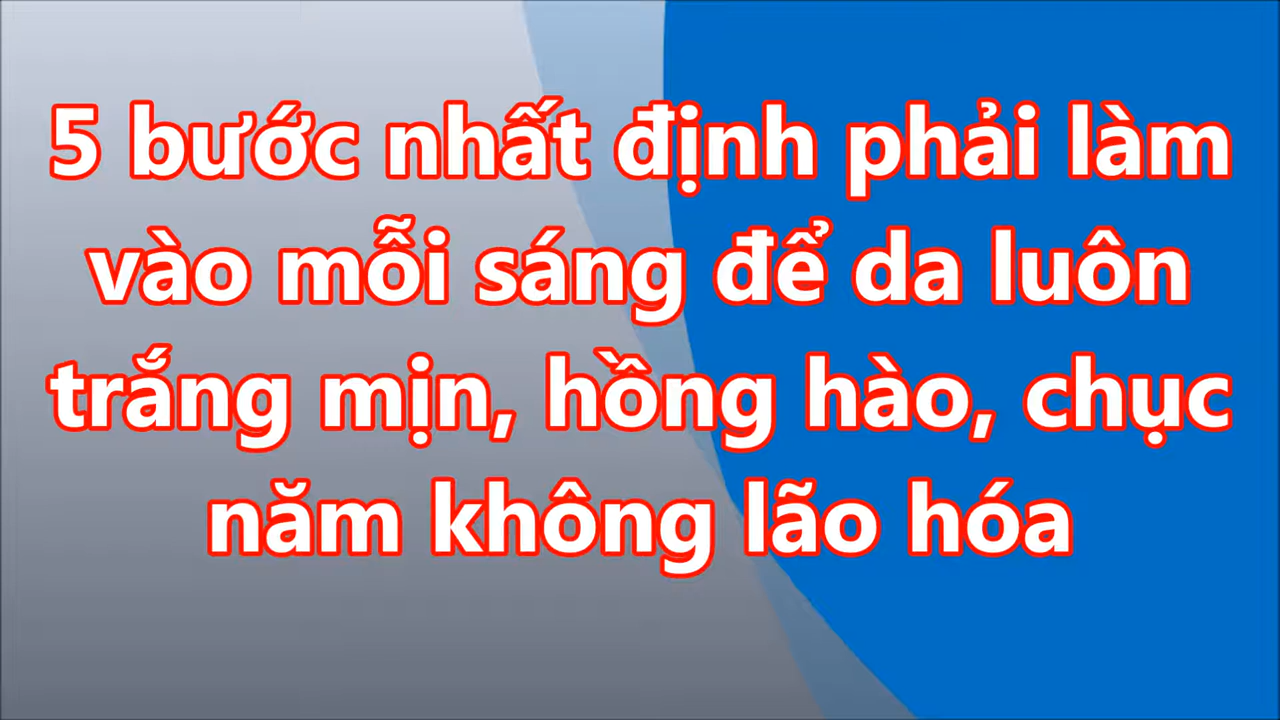 5 bước nhất định phải làm
vào mỗi sáng để da luôn
trắng mịn, hồng hào, chục
năm không lão hóa